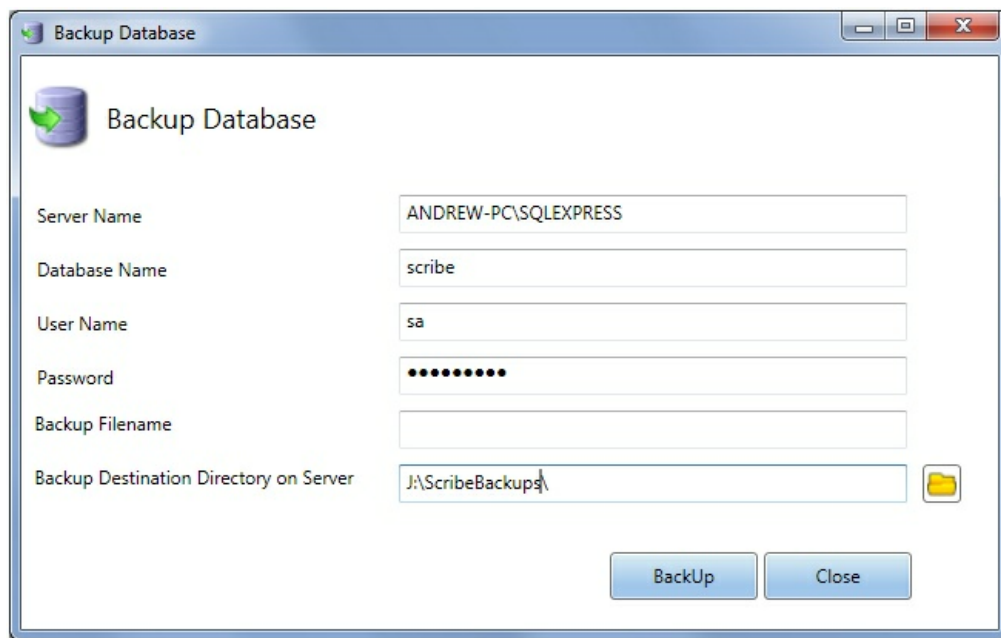 Backup Database
Backup Database
Server Name ANDREW-PC\SQLEXPRESS
Database Name scribe
User Name sa
Password •••••••••
Backup Filename
Backup Destination Directory on Server J:\ScribeBackups\
BackUp Close